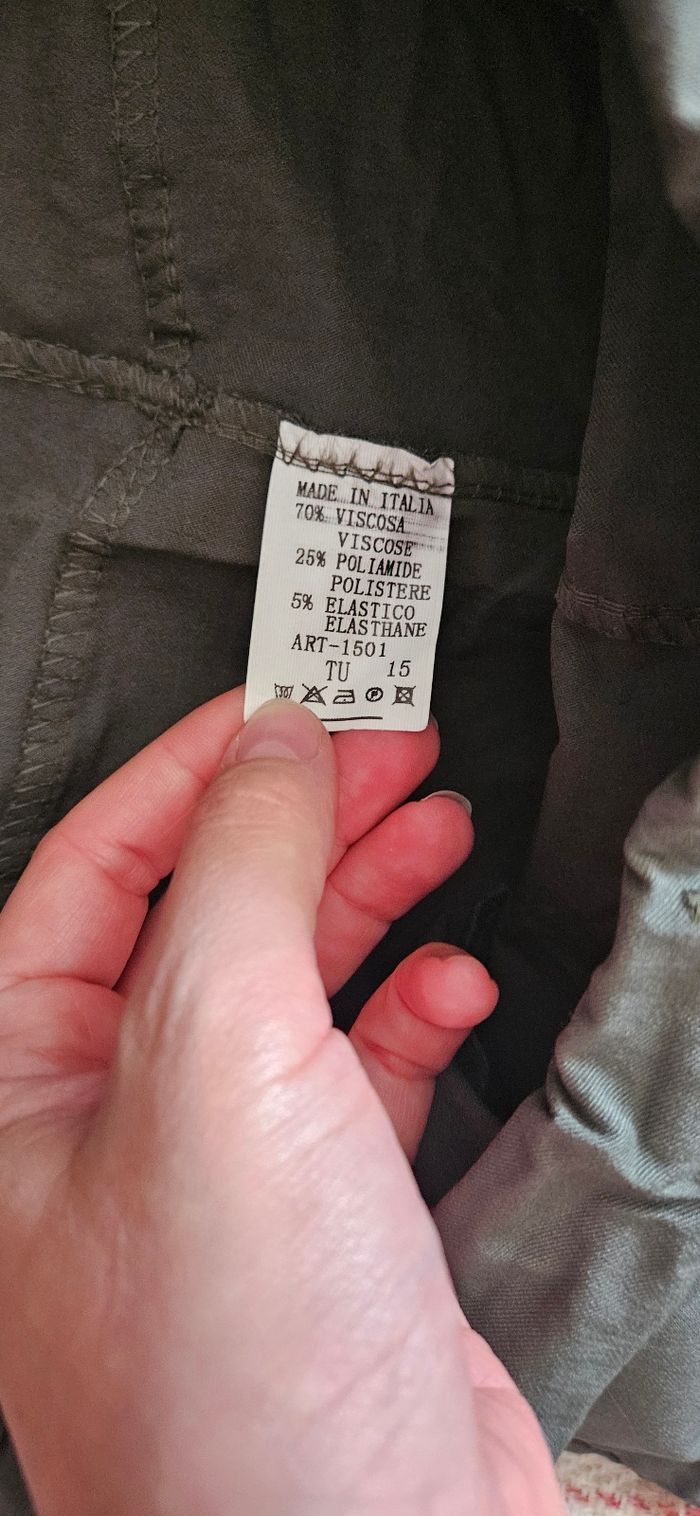 MADE IN ITALIA
70% VISCOSA
VISCOSE
25% POLIAMIDE
POLISTERE
5% ELASTICO
ELASTHANE
ART-1501
TU 15